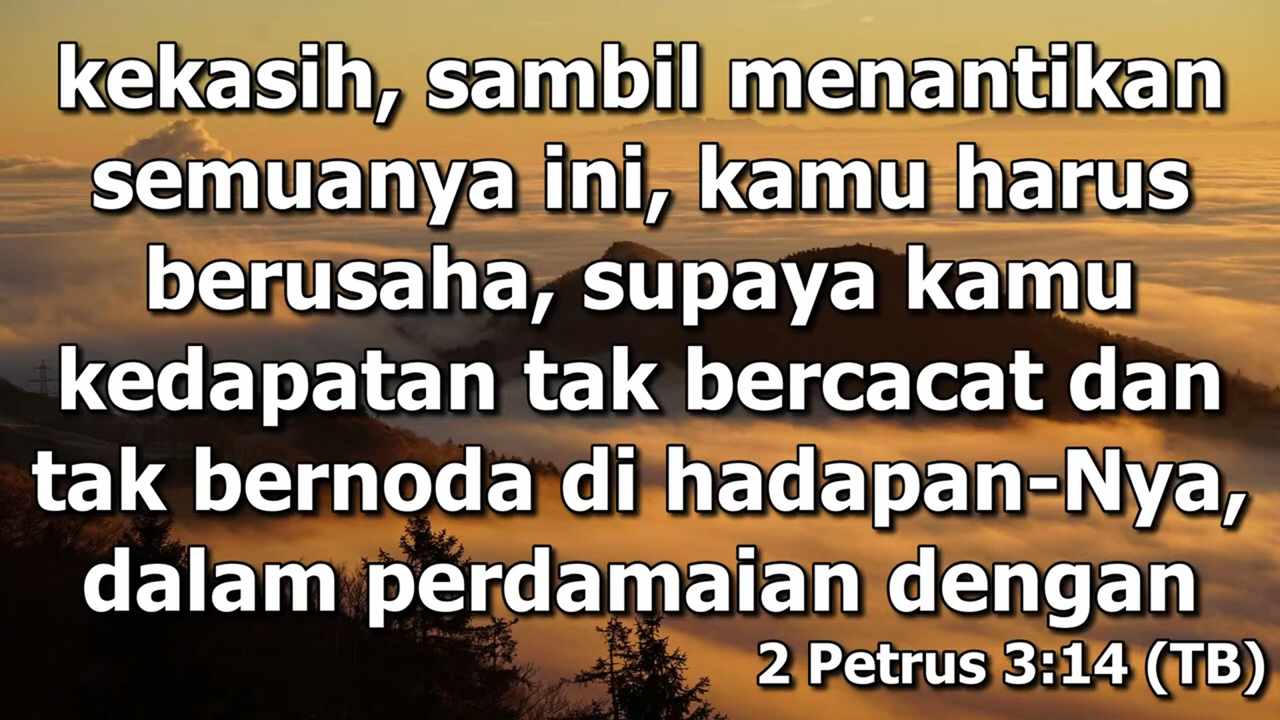 kekasih, sambil menantikan
semuanya ini, kamu harus
berusaha, supaya kamu
kedapatan tak bercacat dan
tak bernoda di hadapan-Nya,
dalam perdamaian dengan
2 Petrus 3:14 (TB)